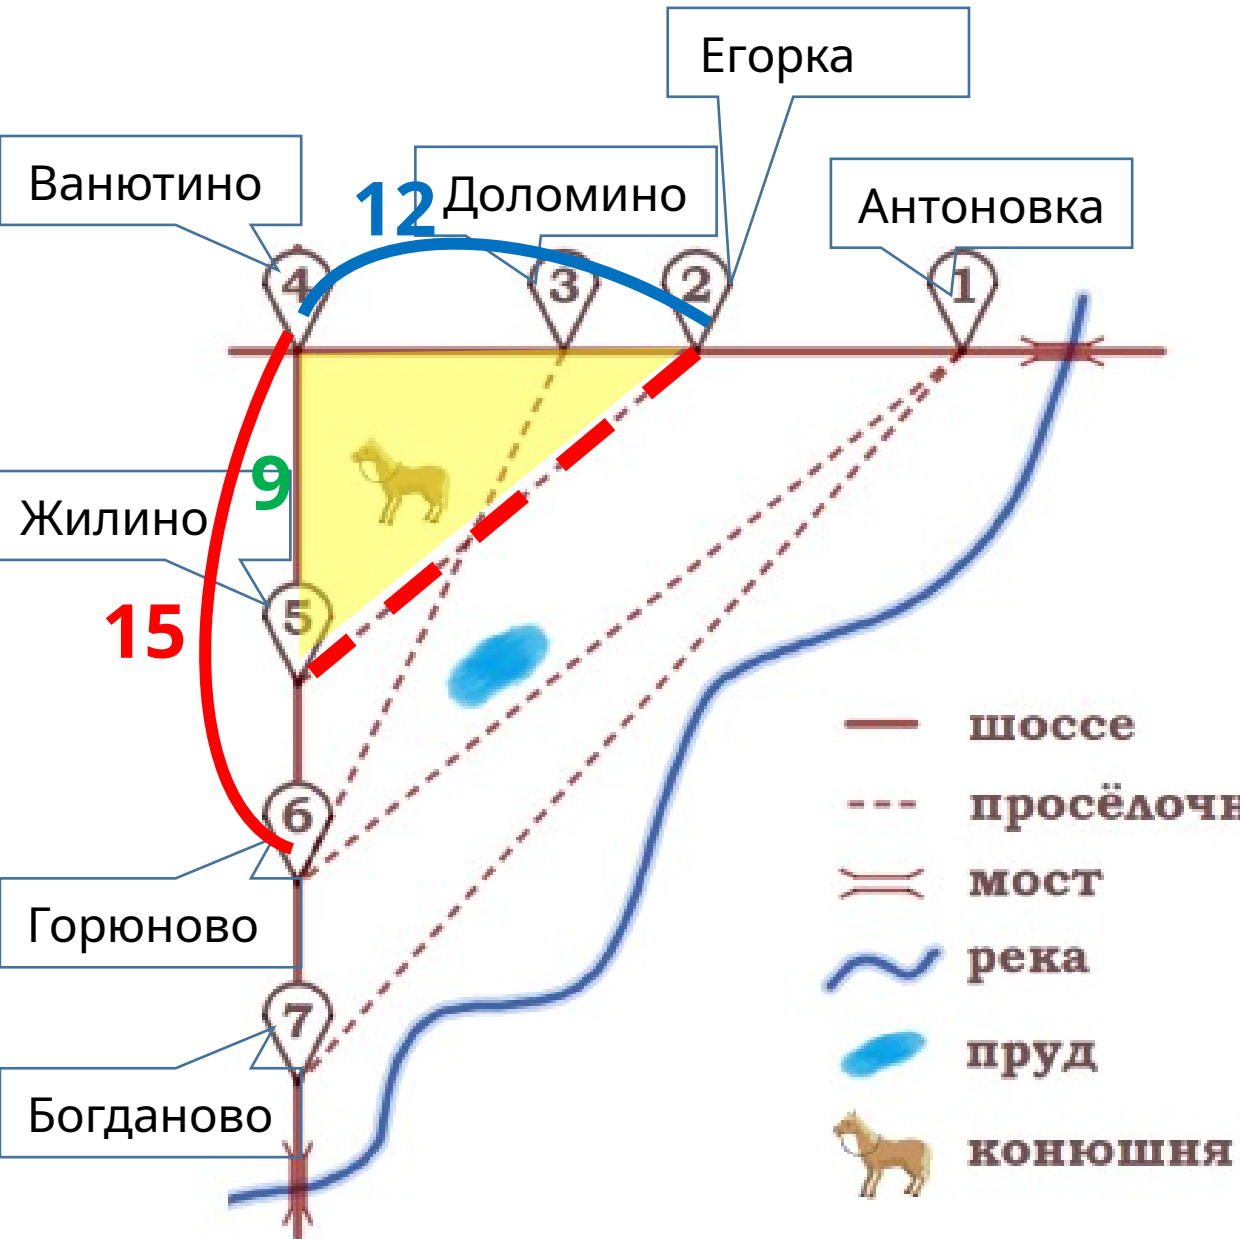 Егорка
Ванютино
12
Доломино
Антоновка
4
3
2
1
9
Жилино
5
15
шоссе
6
просёлочн
мост
Горюново
река
7
пруд
Богданово
конюшня